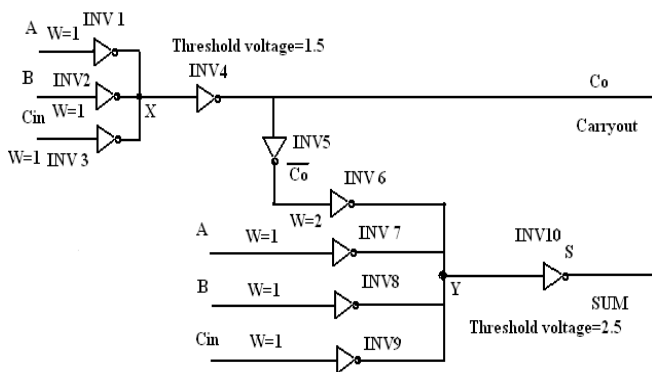 A
W=1
INV 1
Threshold voltage=1.5
B
INV2
W=1
X
INV4
Co
Cin
W=1
INV 3
INV5
Carryout
Co
INV 6
W=2
A
W=1
INV 7
INV10
S
B
W=1
INV8
Y
SUM
Threshold voltage=2.5
Cin
W=1
INV9